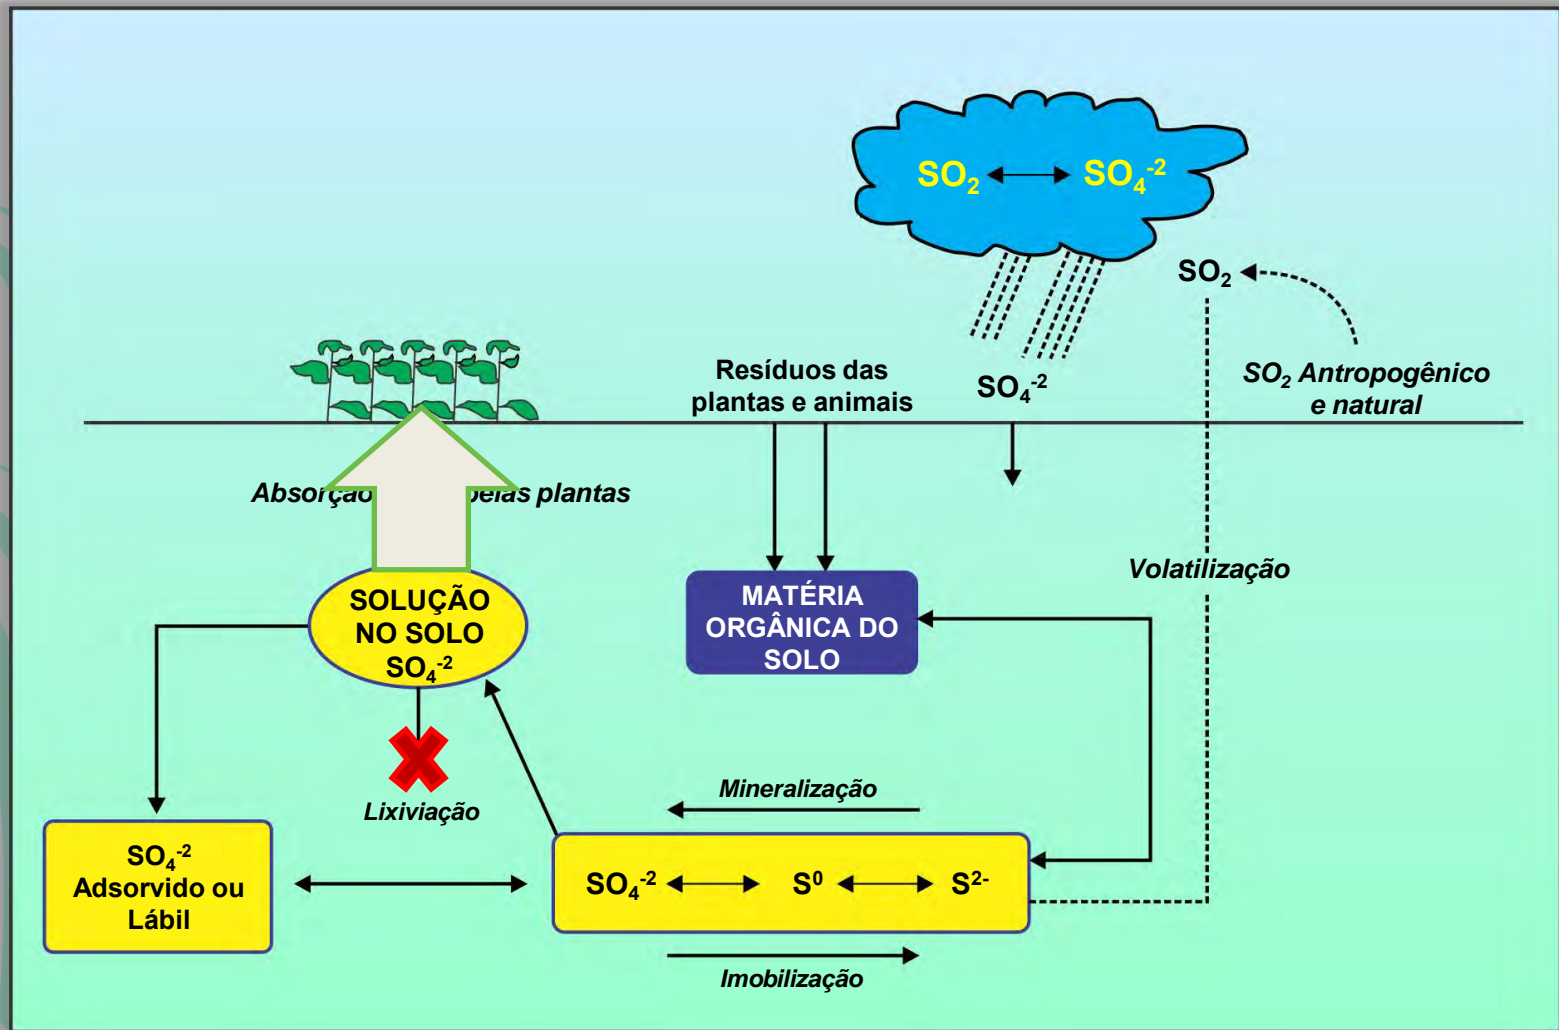 SO₂ SO₄⁻²
SO₂
Resíduos das
plantas e animais
SO₄⁻²
SO₂ Antropogênico
e natural
Absorção pelas plantas
Volatilização
SOLUÇÃO
NO SOLO
SO₄⁻²
MATÉRIA
ORGÂNICA DO
SOLO
Lixiviação
Mineralização
SO₄⁻²
Adsorvido ou
Lábil
SO₄⁻² S⁰ S²⁻
Imobilização